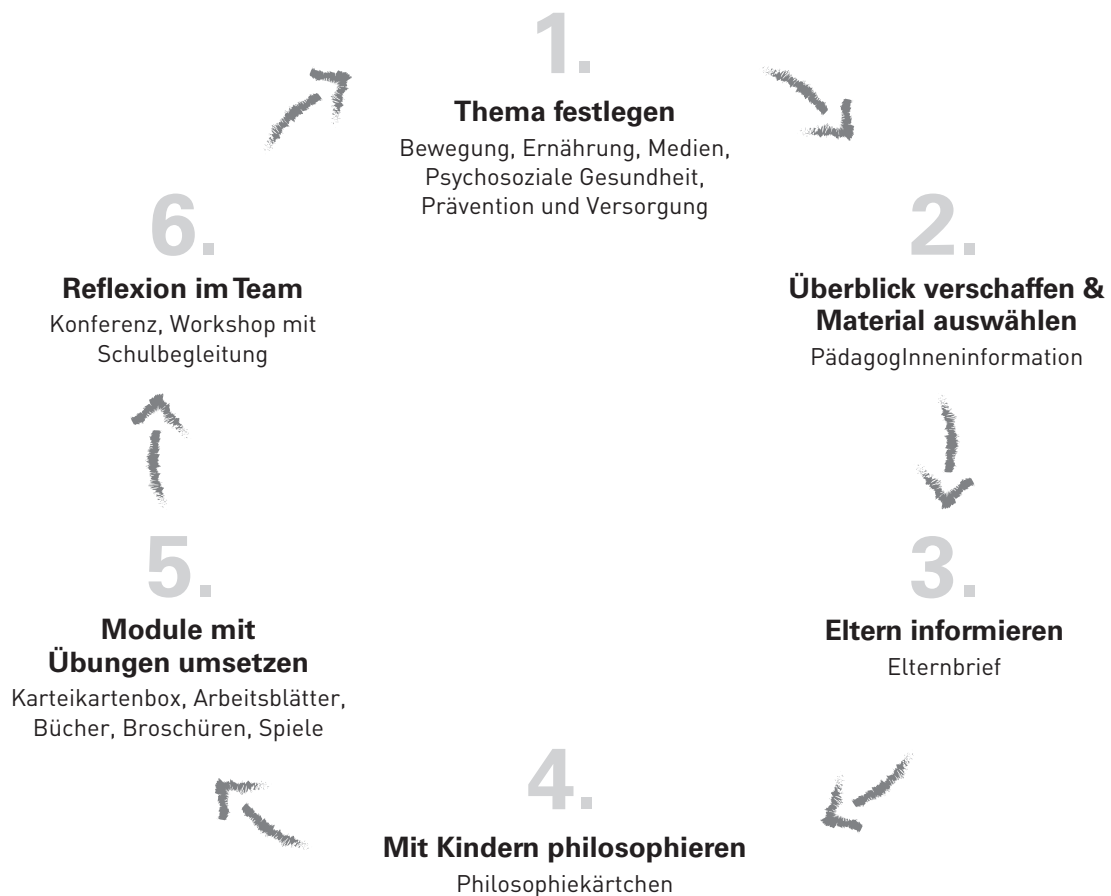 1.
Thema festlegen
Bewegung, Ernährung, Medien,
Psychosoziale Gesundheit,
Prävention und Versorgung
2.
Überblick verschaffen &
Material auswählen
PädagogInneninformation
3.
Eltern informieren
Elternbrief
4.
Mit Kindern philosophieren
Philosophiekärtchen
5.
Module mit
Übungen umsetzen
Karteikartenbox, Arbeitsblätter,
Bücher, Broschüren, Spiele
6.
Reflexion im Team
Konferenz, Workshop mit
Schulbegleitung